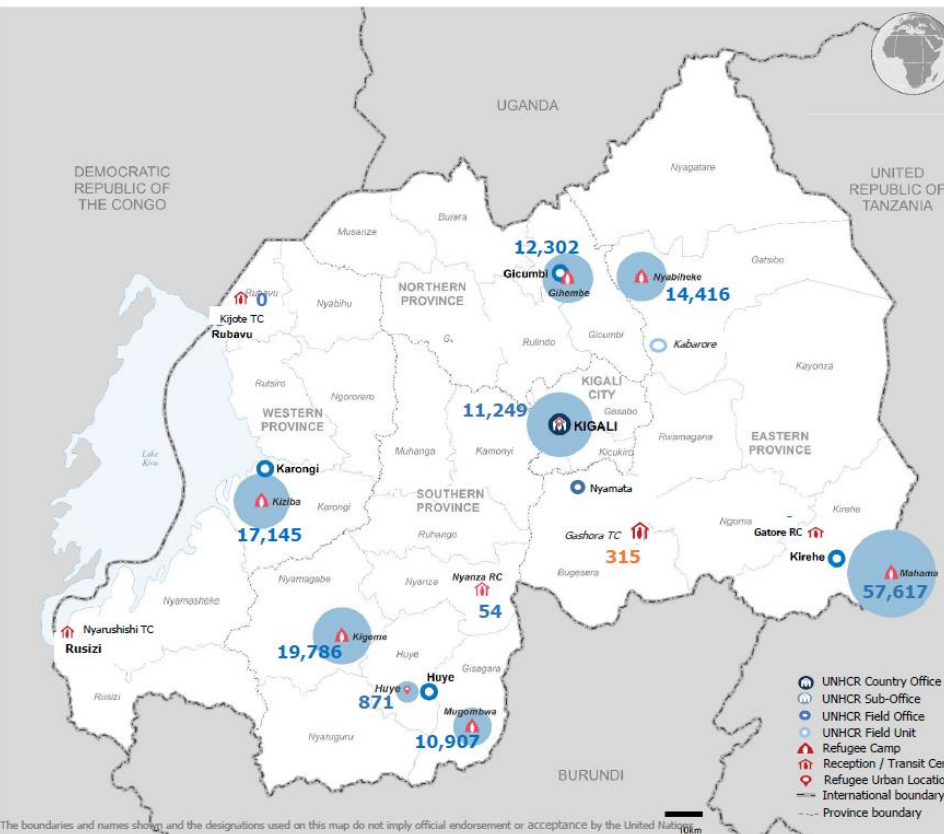 UGANDA
DEMOCRATIC
REPUBLIC OF
THE CONGO
UNITED
REPUBLIC OF
TANZANIA
Nyagatare
Burera
Musanze
12,302
Gicumbi
Gihembe
Nyabiheke
14,416
Gatsibo
Rubavu
0
Kijote TC
Rubavu
Nyabihu
NORTHERN
PROVINCE
Rulindo
Gicumbi
Kabarore
Kayonza
Rutsiro
Ngororero
WESTERN
PROVINCE
KIGALI
CITY
11,249
KIGALI
Gasabo
Kicukiro
Rwamagana
EASTERN
PROVINCE
Muhanga
Kamonyi
Lake
Kivu
Karongi
Kiziba
Karongi
17,145
SOUTHERN
PROVINCE
Ruhango
Nyamata
Gashora TC
315
Bugesera
Ngoma
Kirehe
Gatore RC
Kirehe
Mahama
57,617
Nyamagabe
Nyanza
Nyanza RC
54
Nyamasheke
Nyarushishi TC
Rusizi
Rusizi
Kigeme
19,786
Huye
Gisagara
Huye
Huye
871
Mugombwa
10,907
Nyaruguru
BURUNDI
UNHCR Country Office
UNHCR Sub-Office
UNHCR Field Office
UNHCR Field Unit
Refugee Camp
Reception / Transit Cen
Refugee Urban Locatio
International boundary
Province boundary
10km
The boundaries and names shown and the designations used on this map do not imply official endorsement or acceptance by the United Nations